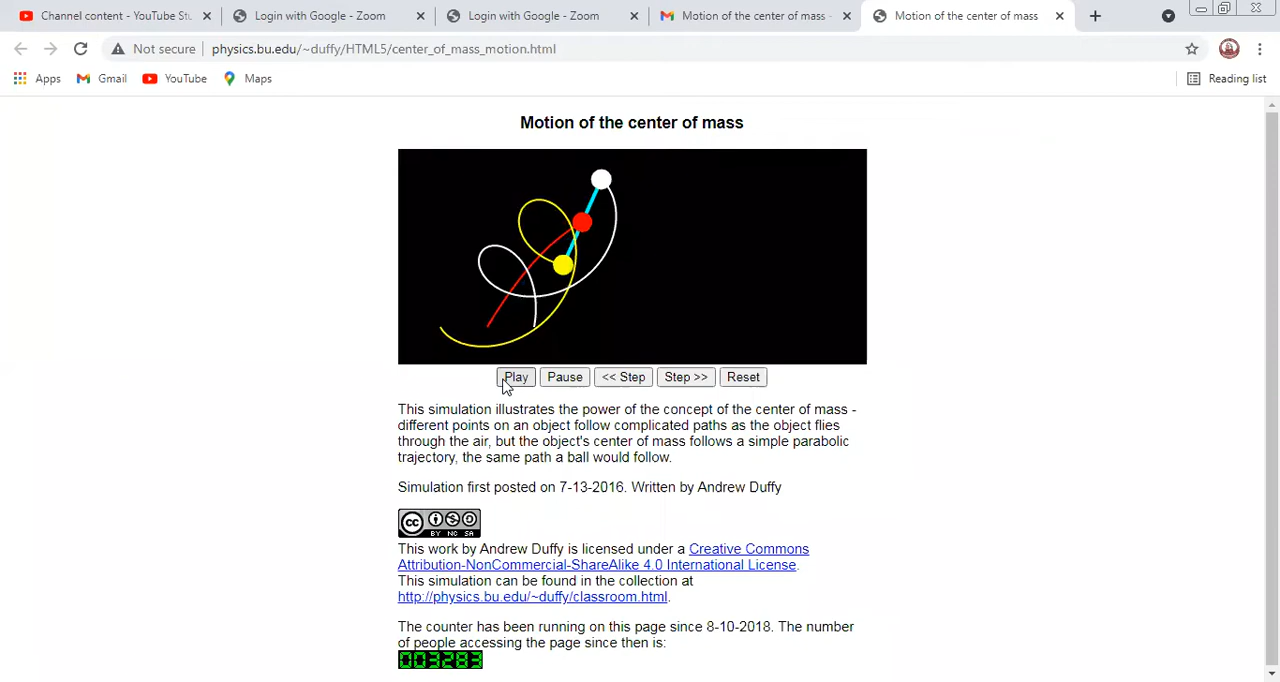 Channel content - YouTube Stu
Login with Google - Zoom
Login with Google - Zoom
Motion of the center of mass -
Motion of the center of mass
Not secure
physics.bu.edu/~duffy/HTML5/center_of_mass_motion.html
Apps
Gmail
YouTube
Maps
Reading list
Motion of the center of mass
Play
Pause
<< Step
Step >>
Reset
This simulation illustrates the power of the concept of the center of mass -
different points on an object follow complicated paths as the object flies
through the air, but the object's center of mass follows a simple parabolic
trajectory, the same path a ball would follow.
Simulation first posted on 7-13-2016. Written by Andrew Duffy
cc
BY NC SA
This work by Andrew Duffy is licensed under a Creative Commons
Attribution-NonCommercial-ShareAlike 4.0 International License.
This simulation can be found in the collection at
http://physics.bu.edu/~duffy/classroom.html.
The counter has been running on this page since 8-10-2018. The number
of people accessing the page since then is:
003283